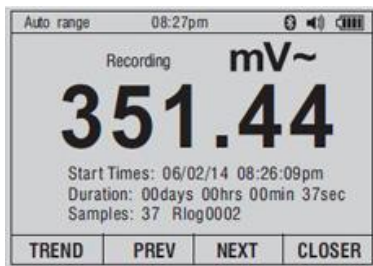 Auto range 08:27pm
Recording mV~
351.44
Start Times: 06/02/14 08:26:09pm
Duration: 00days 00hrs 00min 37sec
Samples: 37 Rlog0002
TREND PREV NEXT CLOSER